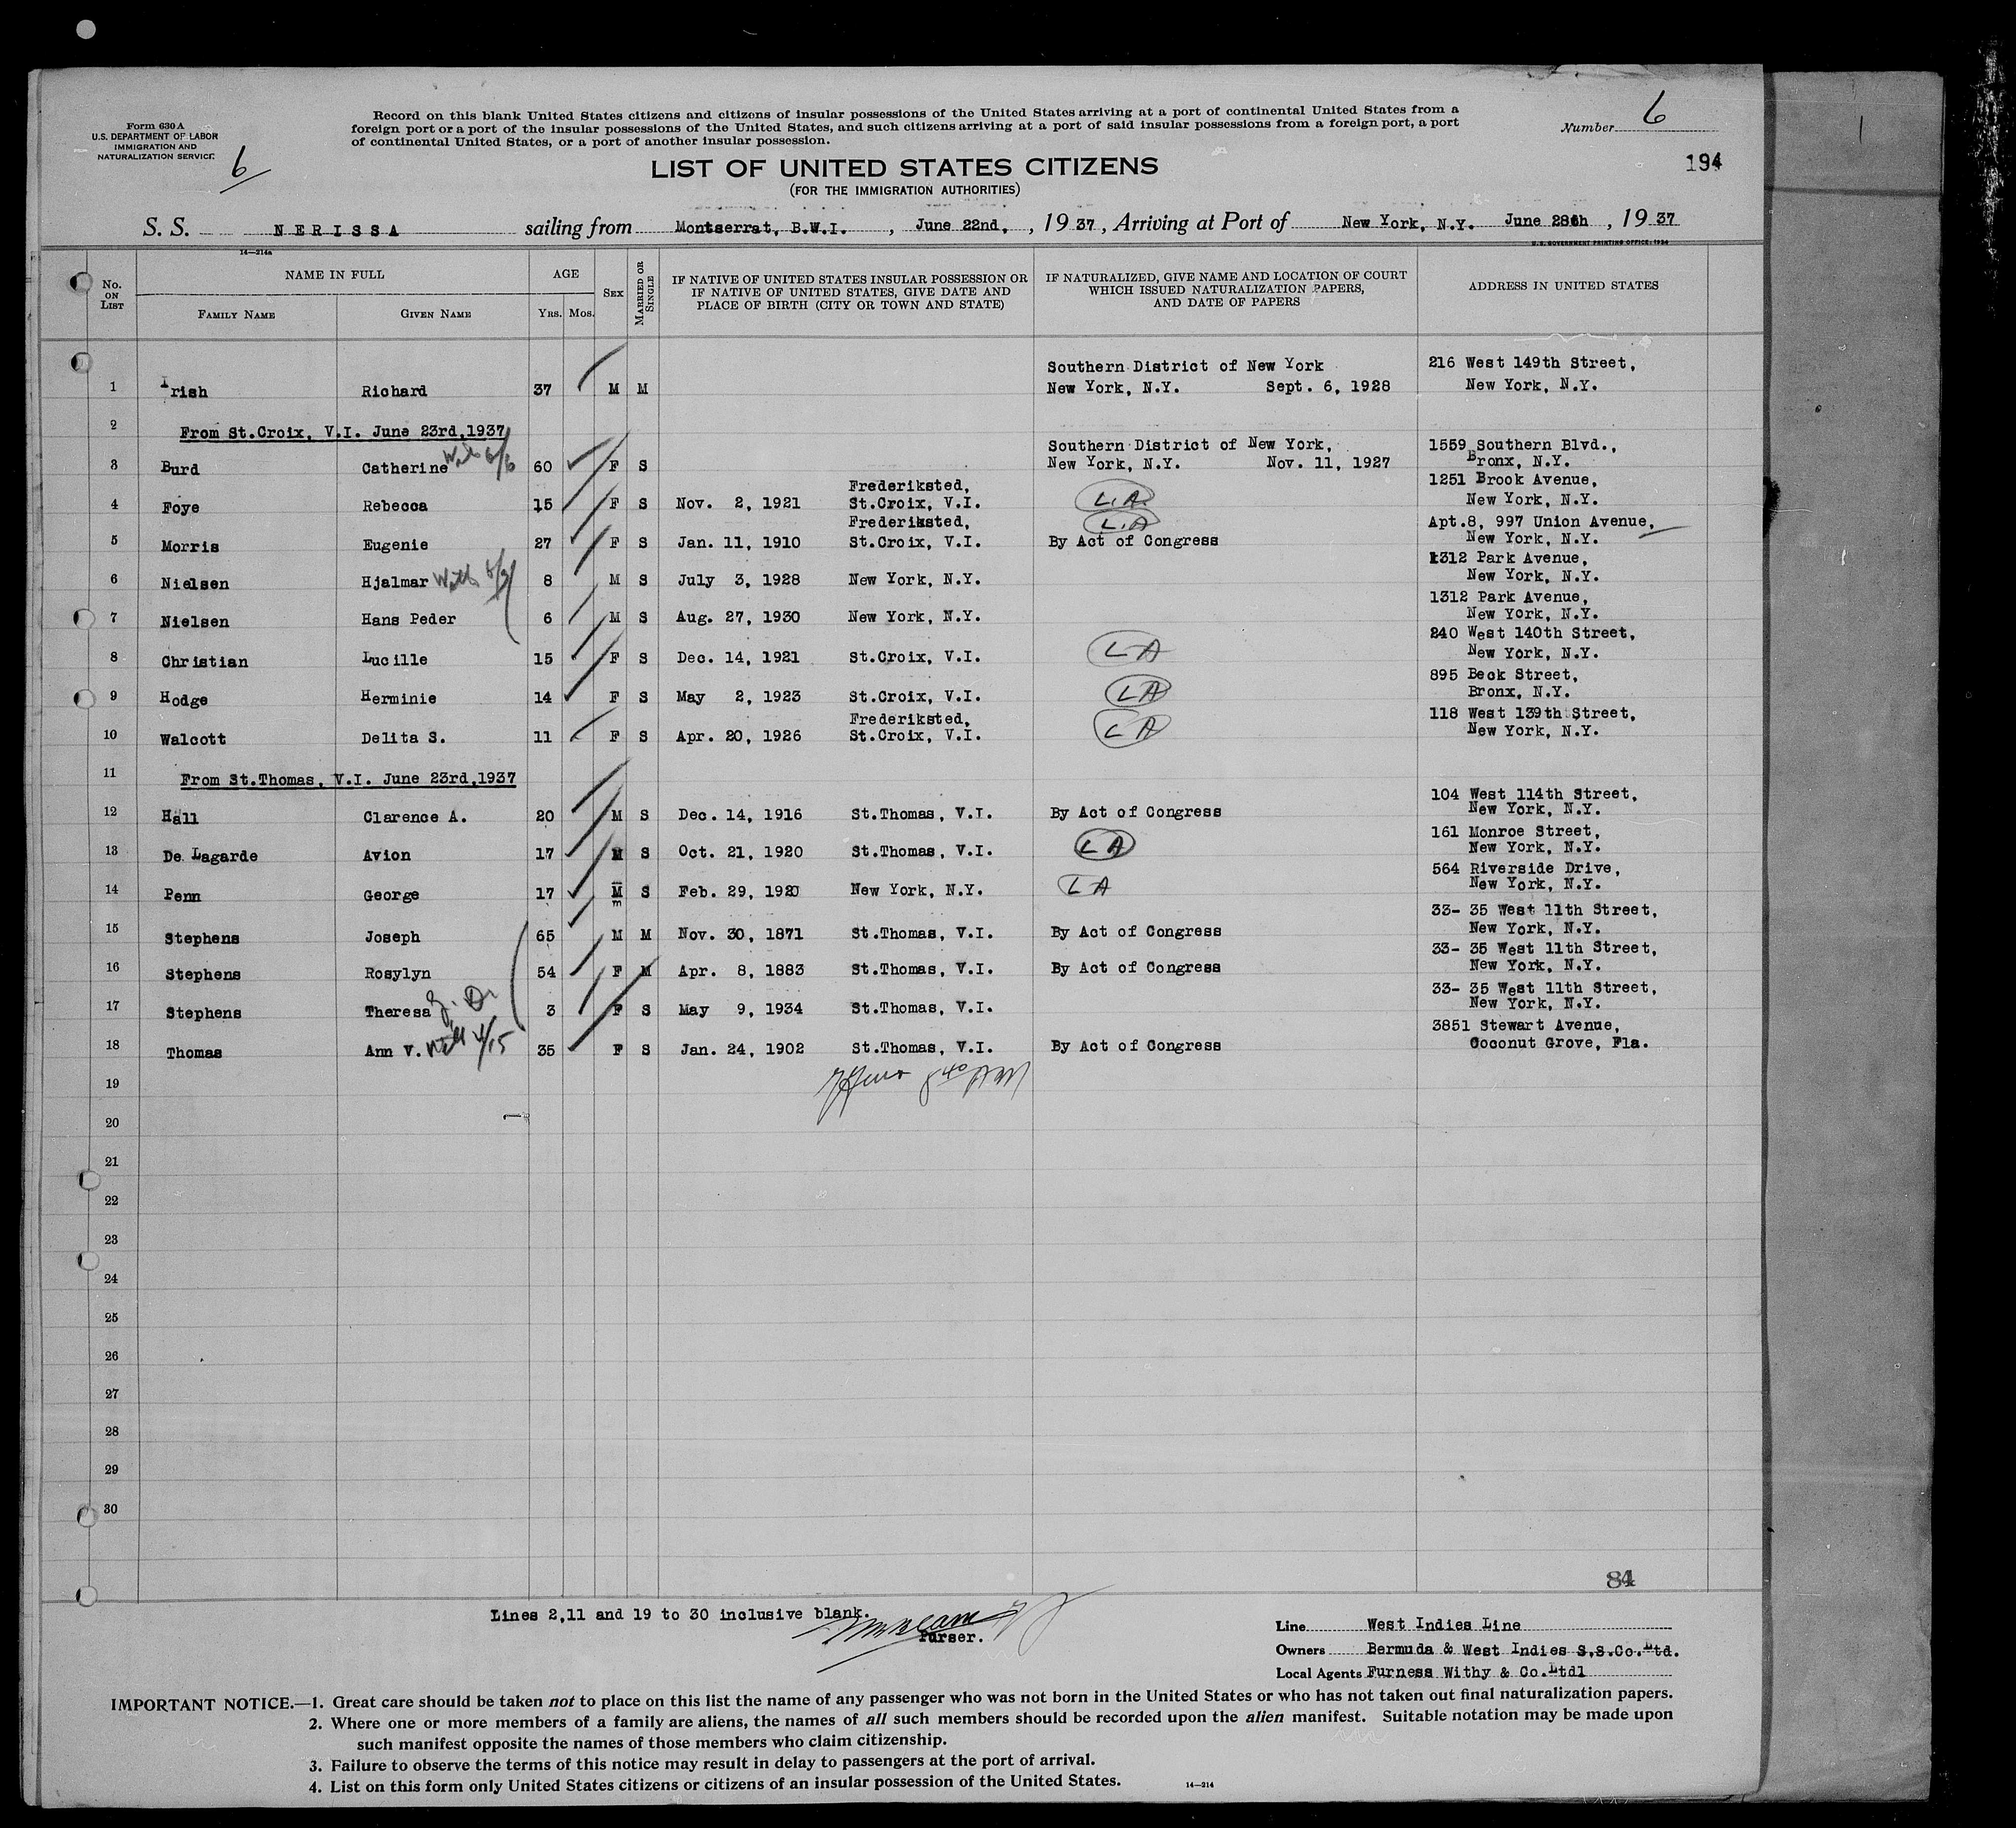 Form 630 A
U.S. DEPARTMENT OF LABOR
IMMIGRATION AND
NATURALIZATION SERVICE
6
Record on this blank United States citizens and citizens of insular possessions of the United States arriving at a port of continental United States from a
foreign port or a port of the insular possessions of the United States, and such citizens arriving at a port of said insular possessions from a foreign port, a port
of continental United States, or a port of another insular possession.
Number 6
194
LIST OF UNITED STATES CITIZENS
(FOR THE IMMIGRATION AUTHORITIES)
S. S. NERISSA sailing from Montserrat, B.W.I. , June 22nd, , 19 37, Arriving at Port of New York, N.Y. June 28th , 19 37
14—214a
U.S. GOVERNMENT PRINTING OFFICE: 1934
No. ON LIST NAME IN FULL FAMILY NAME GIVEN NAME AGE YRS. MOS. SEX MARRIED OR SINGLE IF NATIVE OF UNITED STATES INSULAR POSSESSION OR IF NATIVE OF UNITED STATES, GIVE DATE AND PLACE OF BIRTH (CITY OR TOWN AND STATE) IF NATURALIZED, GIVE NAME AND LOCATION OF COURT WHICH ISSUED NATURALIZATION PAPERS, AND DATE OF PAPERS ADDRESS IN UNITED STATES
1 Irish Richard 37 M M Southern District of New York New York, N.Y. Sept. 6, 1928 216 West 149th Street, New York, N.Y.
2 From St.Croix, V.I. June 23rd,1937
3 Burd Catherine 60 F S Southern District of New York, New York, N.Y. Nov. 11, 1927 1559 Southern Blvd., Bronx, N.Y.
4 Foye Rebecca 15 F S Nov. 2, 1921 Frederiksted, St.Croix, V.I. L.A. 1251 Brook Avenue, New York, N.Y.
5 Morris Eugenie 27 F S Jan. 11, 1910 Frederiksted, St.Croix, V.I. L.A By Act of Congress Apt.8, 997 Union Avenue, New York, N.Y.
6 Nielsen Hjalmar 8 M S July 3, 1928 New York, N.Y. 1312 Park Avenue, New York, N.Y.
7 Nielsen Hans Peder 6 M S Aug. 27, 1930 New York, N.Y. 1312 Park Avenue, New York, N.Y.
8 Christian Lucille 15 F S Dec. 14, 1921 St.Croix, V.I. LA 240 West 140th Street, New York, N.Y.
9 Hodge Herminie 14 F S May 2, 1923 St.Croix, V.I. LA 895 Beck Street, Bronx, N.Y.
10 Walcott Delita S. 11 F S Apr. 20, 1926 Frederiksted, St.Croix, V.I. LA 118 West 139th Street, New York, N.Y.
11 From St.Thomas, V.I. June 23rd,1937
12 Hall Clarence A. 20 M S Dec. 14, 1916 St.Thomas, V.I. By Act of Congress 104 West 114th Street, New York, N.Y.
13 De Lagarde Avion 17 M S Oct. 21, 1920 St.Thomas, V.I. LA 161 Monroe Street, New York, N.Y.
14 Penn George 17 M m S Feb. 29, 1920 New York, N.Y. LA 564 Riverside Drive, New York, N.Y.
15 Stephens Joseph 65 M M Nov. 30, 1871 St.Thomas, V.I. By Act of Congress 33- 35 West 11th Street, New York, N.Y.
16 Stephens Rosylyn 54 F M Apr. 8, 1883 St.Thomas, V.I. By Act of Congress 33- 35 West 11th Street, New York, N.Y.
17 Stephens Theresa 3 F S May 9, 1934 St.Thomas, V.I. 33- 35 West 11th Street, New York, N.Y.
18 Thomas Ann V. 35 F S Jan. 24, 1902 St.Thomas, V.I. By Act of Congress 3851 Stewart Avenue, Coconut Grove, Fla.
19
20
21
22
23
24
25
26
27
28
29
30
84
Lines 2,11 and 19 to 30 inclusive blank.
Purser.
Line West Indies Line
Owners Bermuda & West Indies S.S.Co.Ltd.
Local Agents Furness Withy & Co.Ltdl
IMPORTANT NOTICE.—1. Great care should be taken not to place on this list the name of any passenger who was not born in the United States or who has not taken out final naturalization papers.
2. Where one or more members of a family are aliens, the names of all such members should be recorded upon the alien manifest. Suitable notation may be made upon
such manifest opposite the names of those members who claim citizenship.
3. Failure to observe the terms of this notice may result in delay to passengers at the port of arrival.
4. List on this form only United States citizens or citizens of an insular possession of the United States.
14—214